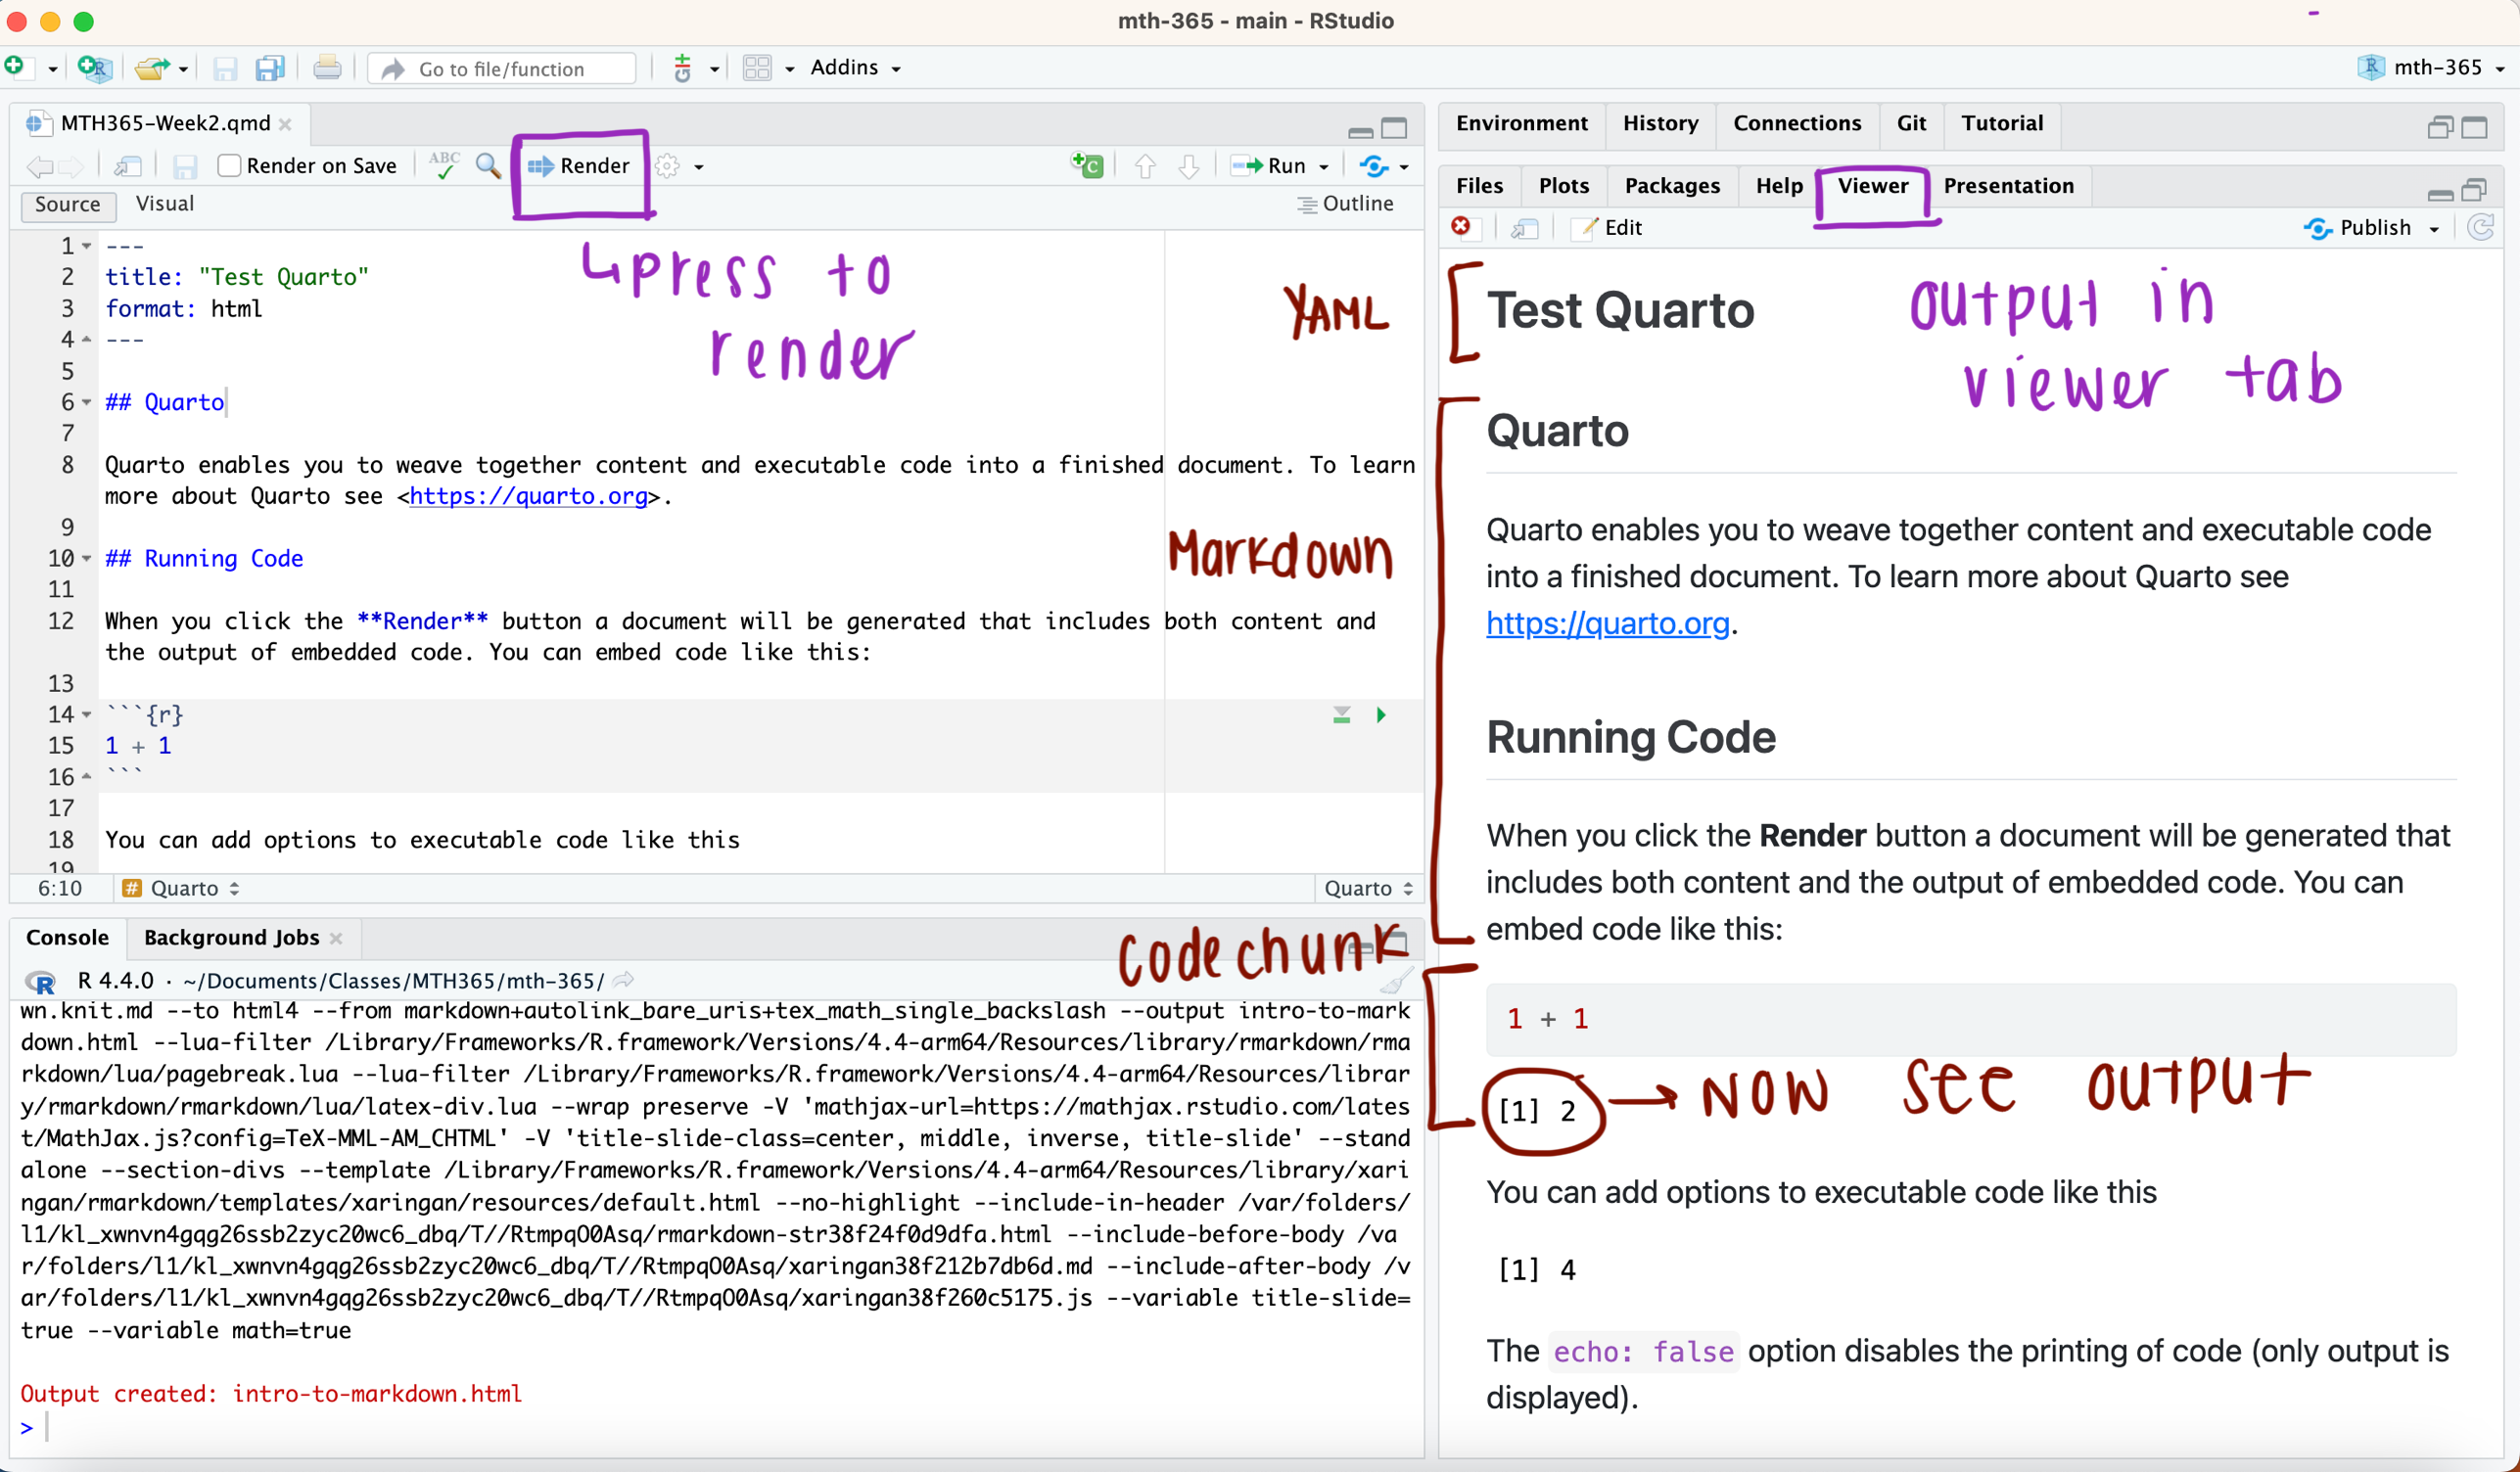 mth-365 - main - RStudio
Go to file/function
Addins
mth-365
MTH365-Week2.qmd
Render on Save
ABC
Render
Run
Source
Visual
Outline
1 ---
2 title: "Test Quarto"
3 format: html
4 ---
5
6 ## Quarto
7
8 Quarto enables you to weave together content and executable code into a finished document. To learn
more about Quarto see <https://quarto.org>.
9
10 ## Running Code
11
12 When you click the **Render** button a document will be generated that includes both content and
the output of embedded code. You can embed code like this:
13
14 ```{r}
15 1 + 1
16 ```
17
18 You can add options to executable code like this
19
6:10
# Quarto
Quarto
press to
render
YAML
Markdown
code chunk
Console
Background Jobs
R 4.4.0 · ~/Documents/Classes/MTH365/mth-365/
wn.knit.md --to html4 --from markdown+autolink_bare_uris+tex_math_single_backslash --output intro-to-mark
down.html --lua-filter /Library/Frameworks/R.framework/Versions/4.4-arm64/Resources/library/rmarkdown/rma
rkdown/lua/pagebreak.lua --lua-filter /Library/Frameworks/R.framework/Versions/4.4-arm64/Resources/librar
y/rmarkdown/rmarkdown/lua/latex-div.lua --wrap preserve -V 'mathjax-url=https://mathjax.rstudio.com/lates
t/MathJax.js?config=TeX-MML-AM_CHTML' -V 'title-slide-class=center, middle, inverse, title-slide' --stand
alone --section-divs --template /Library/Frameworks/R.framework/Versions/4.4-arm64/Resources/library/xari
ngan/rmarkdown/templates/xaringan/resources/default.html --no-highlight --include-in-header /var/folders/
l1/kl_xwnvn4gqg26ssb2zyc20wc6_dbq/T//RtmpqO0Asq/rmarkdown-str38f24f0d9dfa.html --include-before-body /va
r/folders/l1/kl_xwnvn4gqg26ssb2zyc20wc6_dbq/T//RtmpqO0Asq/xaringan38f212b7db6d.md --include-after-body /v
ar/folders/l1/kl_xwnvn4gqg26ssb2zyc20wc6_dbq/T//RtmpqO0Asq/xaringan38f260c5175.js --variable title-slide=
true --variable math=true
Output created: intro-to-markdown.html
>
Environment
History
Connections
Git
Tutorial
Files
Plots
Packages
Help
Viewer
Presentation
Edit
Publish
Test Quarto
output in
viewer tab
Quarto
Quarto enables you to weave together content and executable code
into a finished document. To learn more about Quarto see
https://quarto.org.
Running Code
When you click the Render button a document will be generated that
includes both content and the output of embedded code. You can
embed code like this:
1 + 1
[1] 2
NOW see output
You can add options to executable code like this
[1] 4
The echo: false option disables the printing of code (only output is
displayed).